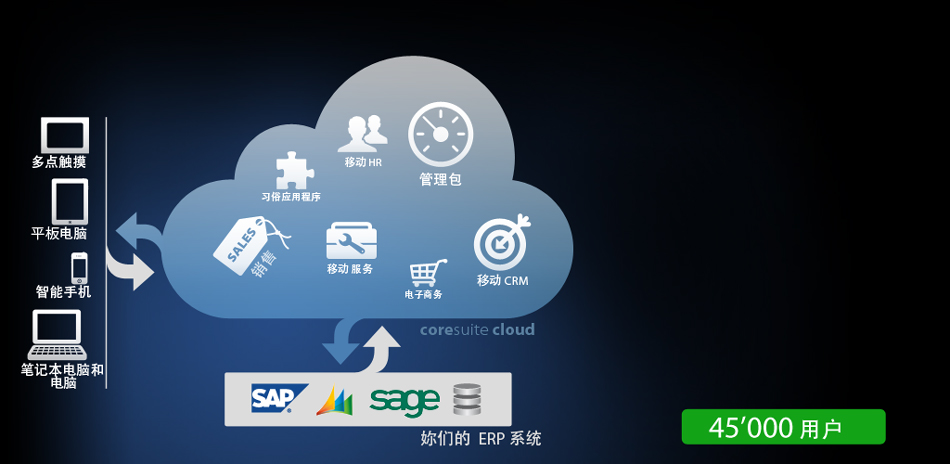 多点触摸
平板电脑
智能手机
笔记本电脑和
电脑
移动 HR
管理包
习俗应用程序
SALES
销售
移动 服务
电子商务
移动 CRM
coresuite cloud
SAP
sage
妳们的 ERP 系统
45’000 用户